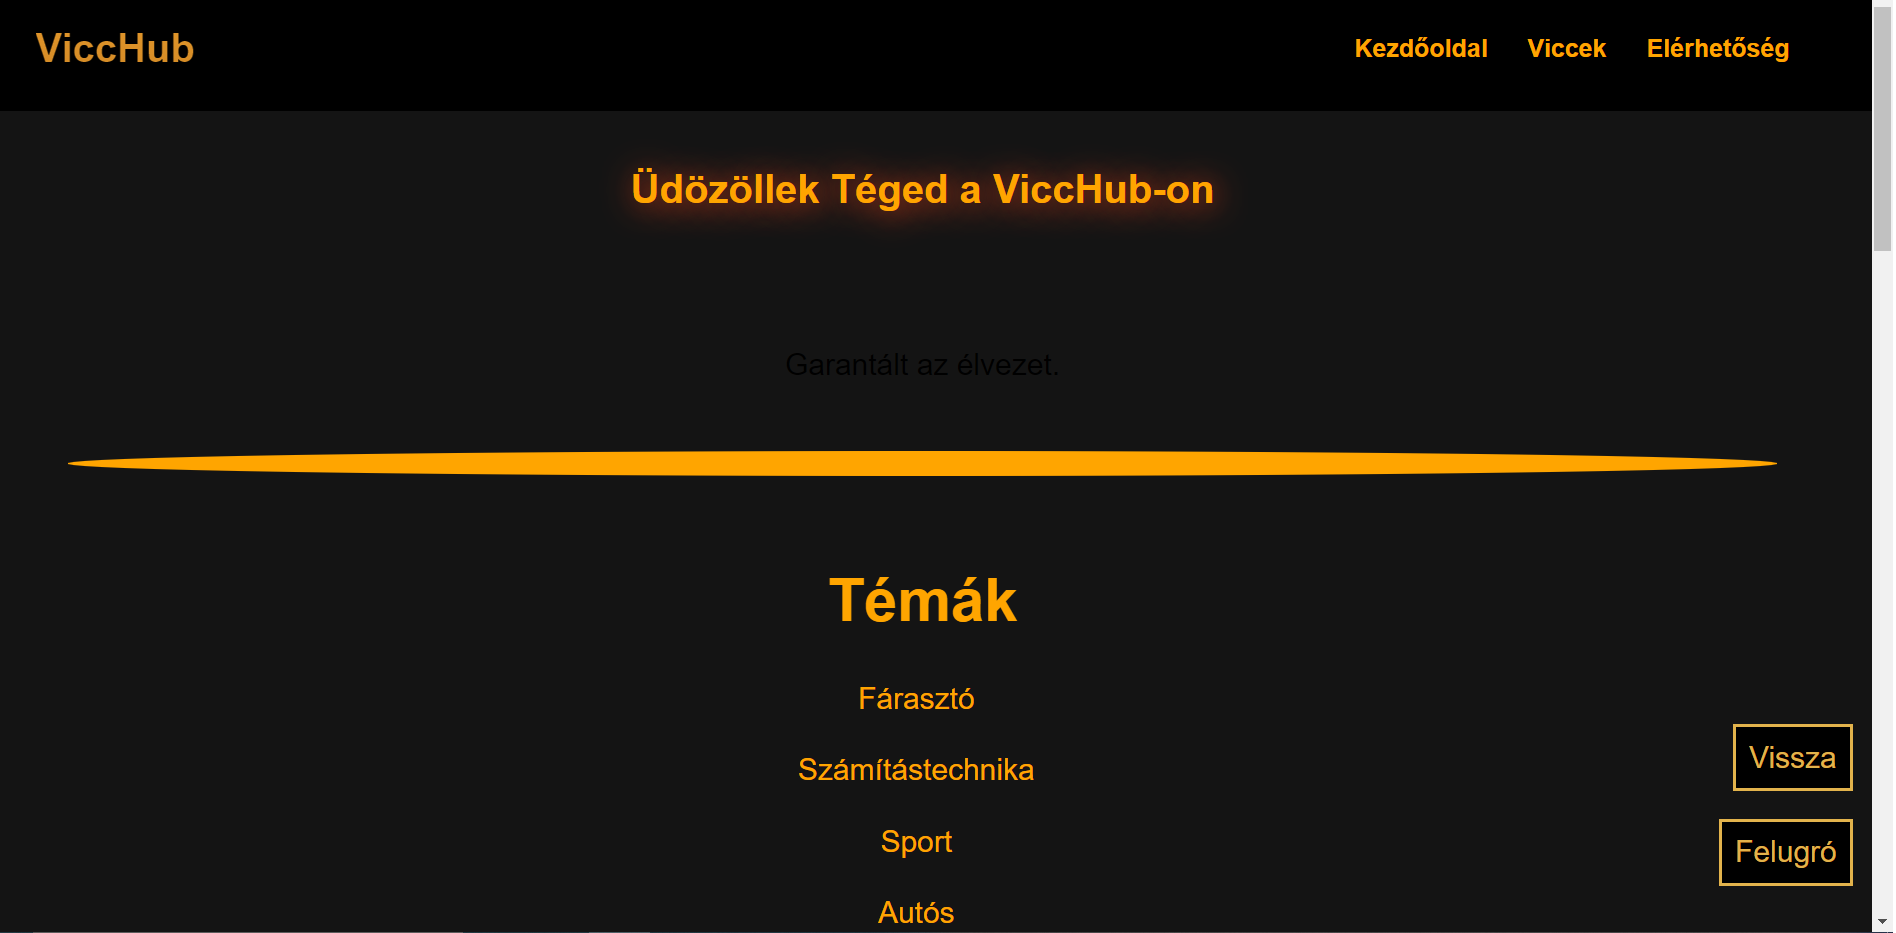 ViccHub
Kezdőoldal Viccek Elérhetőség
Üdözöllek Téged a ViccHub-on
Garantált az élvezet.
Témák
Fárasztó
Számítástechnika
Sport
Autós
Vissza
Felugró